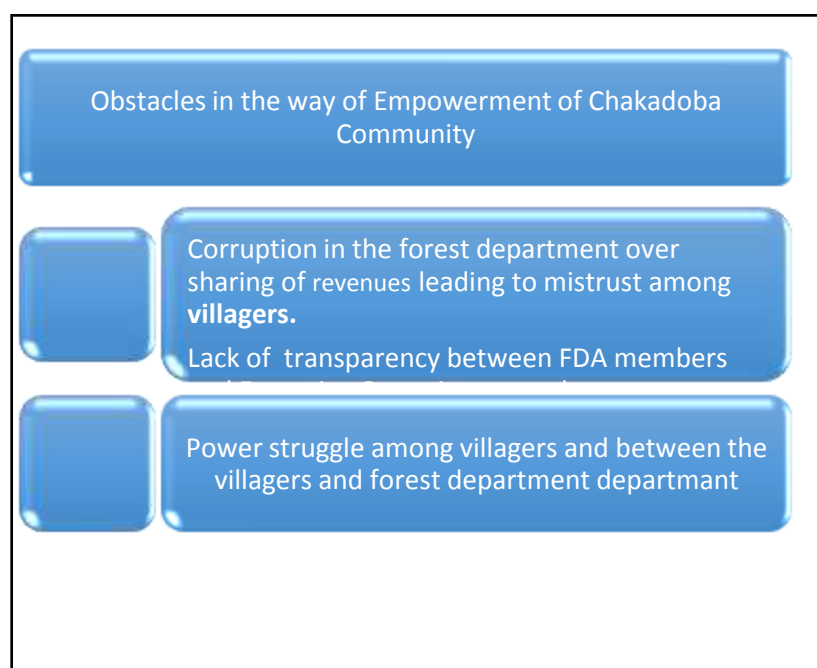 Obstacles in the way of Empowerment of Chakadoba
Community
Corruption in the forest department over
sharing of revenues leading to mistrust among
villagers.
Lack of transparency between FDA members
Power struggle among villagers and between the
villagers and forest department departmant